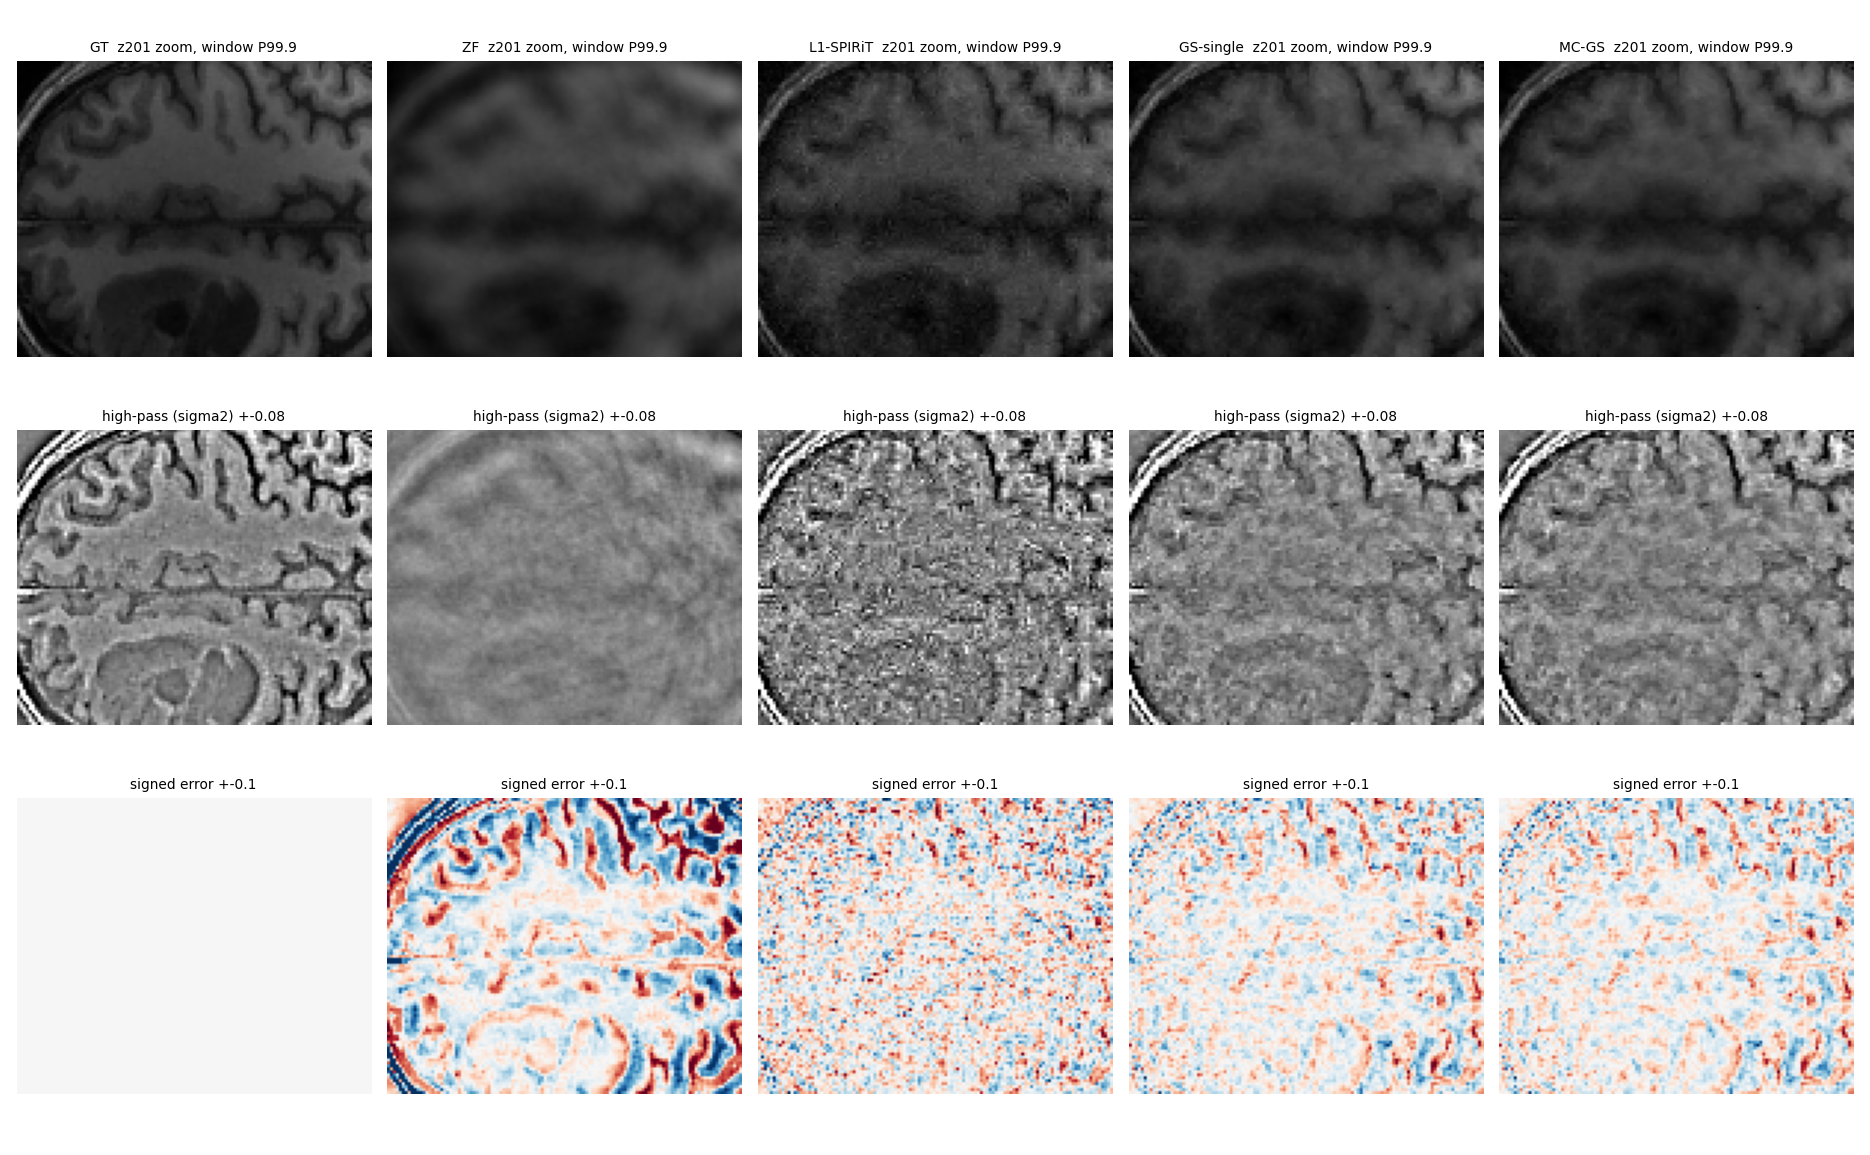 GT  z201 zoom, window P99.9
ZF  z201 zoom, window P99.9
L1-SPIRiT  z201 zoom, window P99.9
GS-single  z201 zoom, window P99.9
MC-GS  z201 zoom, window P99.9
high-pass (sigma2) +-0.08
high-pass (sigma2) +-0.08
high-pass (sigma2) +-0.08
high-pass (sigma2) +-0.08
high-pass (sigma2) +-0.08
signed error +-0.1
signed error +-0.1
signed error +-0.1
signed error +-0.1
signed error +-0.1